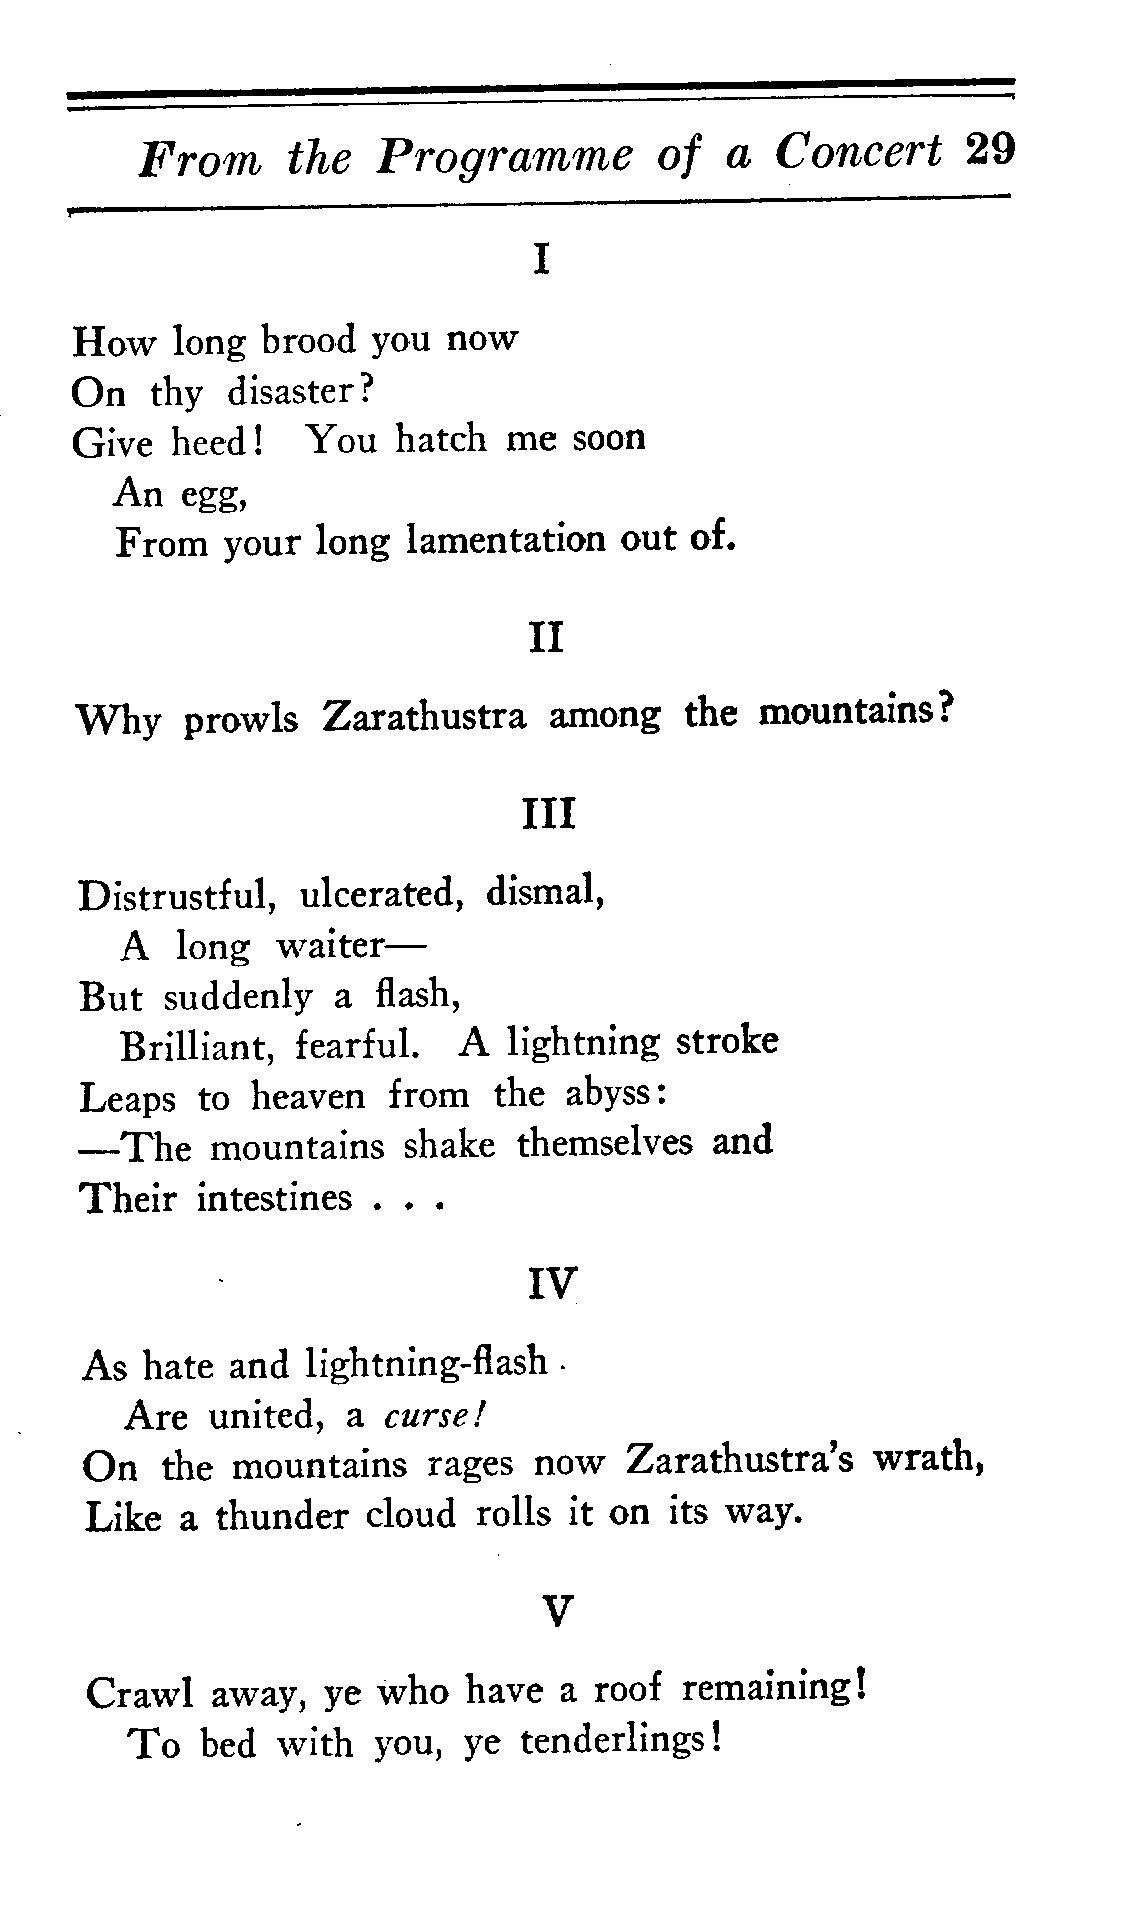 From the Programme of a Concert 29
I
How long brood you now
On thy disaster?
Give heed! You hatch me soon
An egg,
From your long lamentation out of.
II
Why prowls Zarathustra among the mountains?
III
Distrustful, ulcerated, dismal,
A long waiter—
But suddenly a flash,
Brilliant, fearful. A lightning stroke
Leaps to heaven from the abyss:
—The mountains shake themselves and
Their intestines . . .
IV
As hate and lightning-flash
Are united, a curse!
On the mountains rages now Zarathustra's wrath,
Like a thunder cloud rolls it on its way.
V
Crawl away, ye who have a roof remaining!
To bed with you, ye tenderlings!